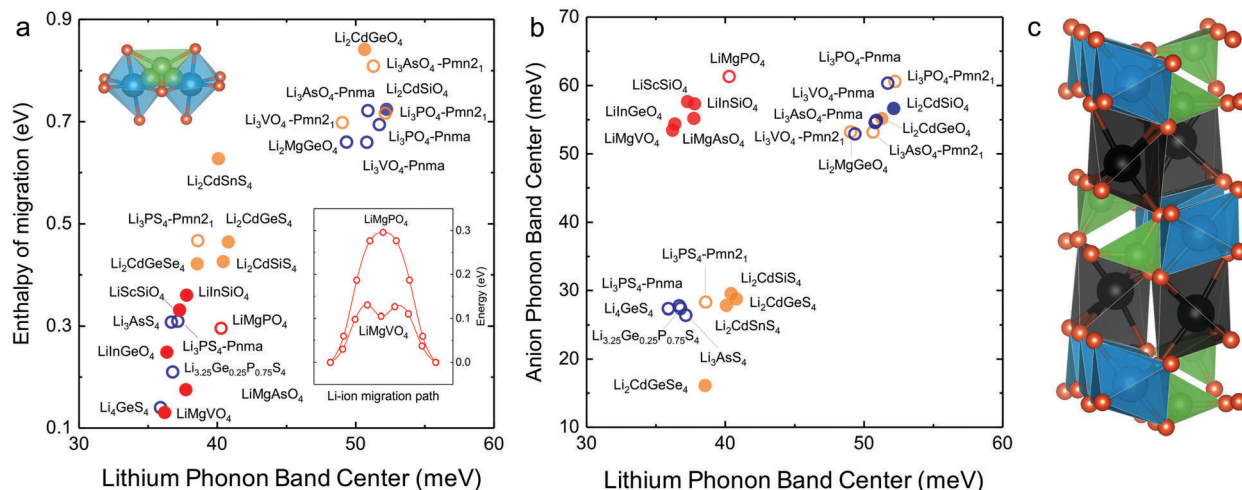 a
0.9
0.7
0.5
0.3
0.1
Enthalpy of migration (eV)
30
40
50
60
Lithium Phonon Band Center (meV)
Li₂CdGeO₄
Li₃AsO₄-Pmn2₁
Li₃AsO₄-Pnma
Li₂CdSiO₄
Li₃VO₄ -Pmn2₁
Li₃PO₄-Pmn2₁
Li₂MgGeO₄
Li₃PO₄-Pnma
Li₃VO₄-Pnma
Li₂CdSnS₄
Li₃PS₄-Pmn2₁
Li₂CdGeS₄
Li₂CdGeSe₄
Li₂CdSiS₄
LiScSiO₄
LiInSiO₄
Li₃AsS₄
LiMgPO₄
Li₃PS₄-Pnma
LiInGeO₄
Li₃.₂₅Ge₀.₂₅P₀.₇₅S₄
LiMgAsO₄
Li₄GeS₄
LiMgVO₄
LiMgPO₄
LiMgVO₄
0.3
0.2
0.1
0.0
Energy (eV)
Li-ion migration path
b
70
60
50
40
30
20
10
Anion Phonon Band Center (meV)
30
40
50
60
Lithium Phonon Band Center (meV)
LiMgPO₄
LiScSiO₄
LiInSiO₄
LiInGeO₄
LiMgVO₄
LiMgAsO₄
Li₃PO₄-Pnma
Li₃PO₄-Pmn2₁
Li₃VO₄-Pnma
Li₃AsO₄-Pnma
Li₂CdSiO₄
Li₃VO₄-Pmn2₁
Li₂CdGeO₄
Li₂MgGeO₄
Li₃AsO₄-Pmn2₁
Li₃PS₄-Pmn2₁
Li₃PS₄-Pnma
Li₂CdSiS₄
Li₄GeS₄
Li₂CdGeS₄
Li₃.₂₅Ge₀.₂₅P₀.₇₅S₄
Li₂CdSnS₄
Li₃AsS₄
Li₂CdGeSe₄
c